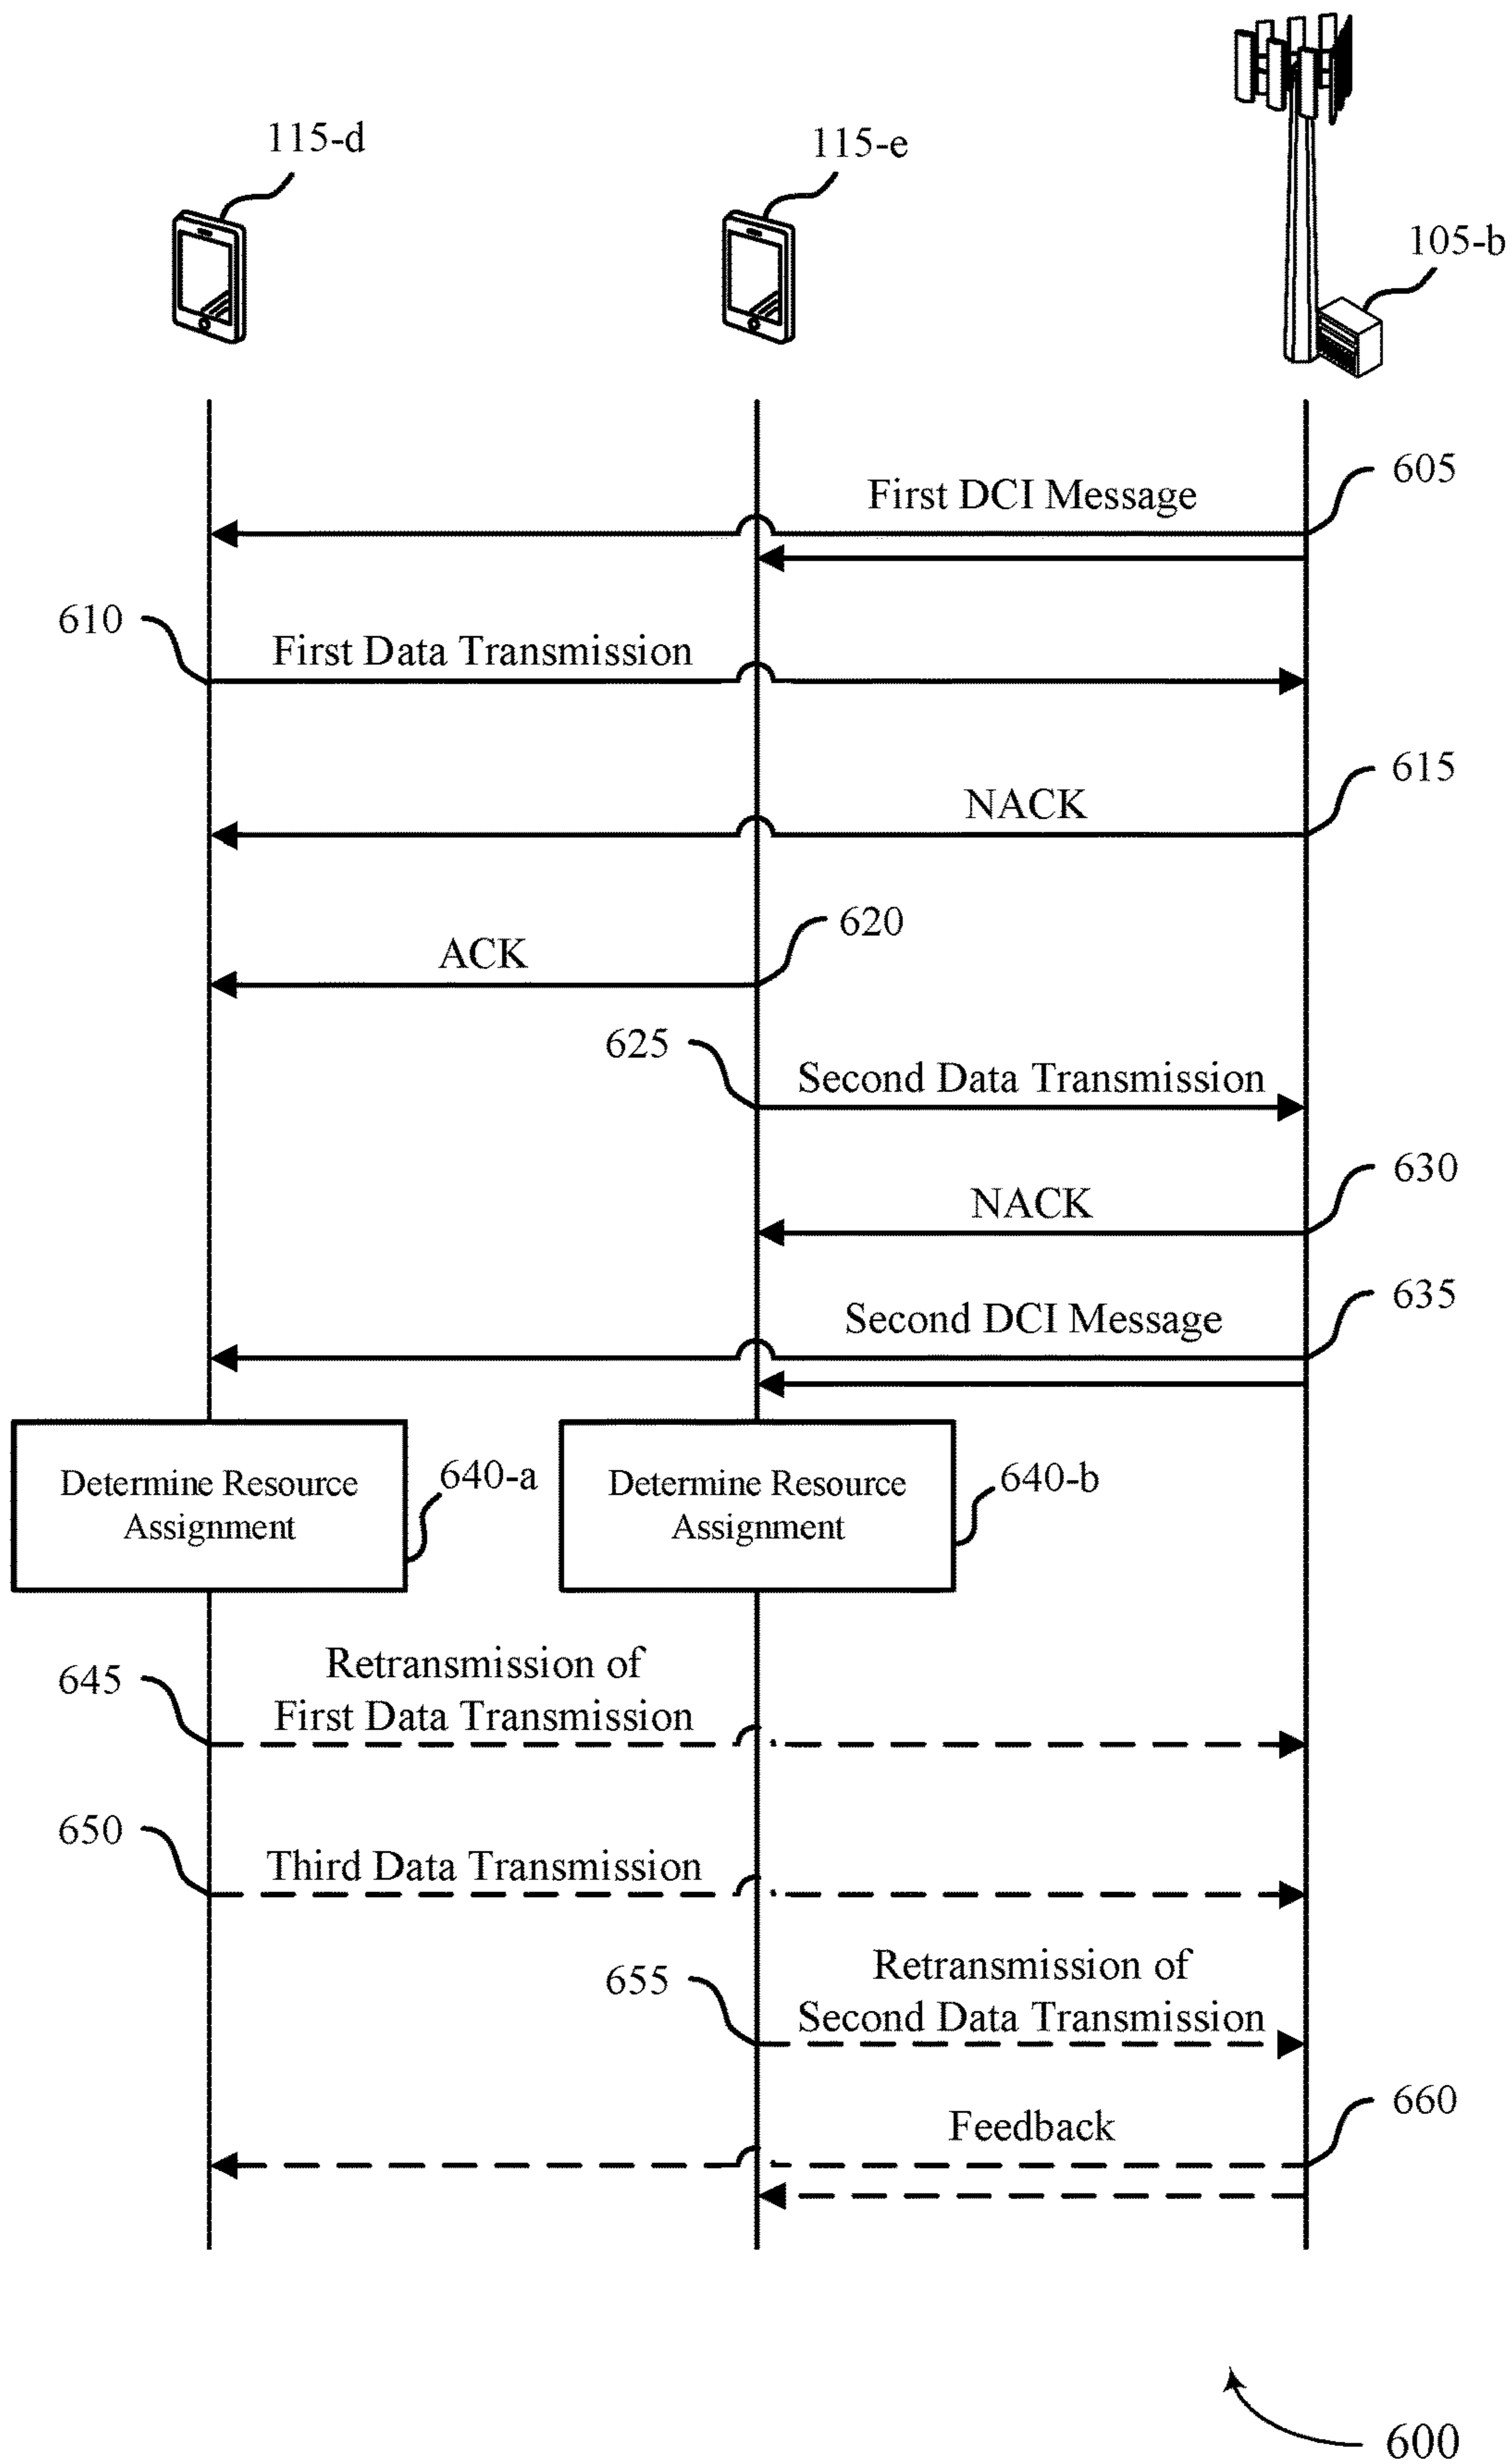 115-d
115-e
105-b
605
First DCI Message
610
First Data Transmission
615
NACK
620
ACK
625
Second Data Transmission
630
NACK
635
Second DCI Message
Determine Resource
Assignment
640-a
Determine Resource
Assignment
640-b
645
Retransmission of
First Data Transmission
650
Third Data Transmission
655
Retransmission of
Second Data Transmission
660
Feedback
600